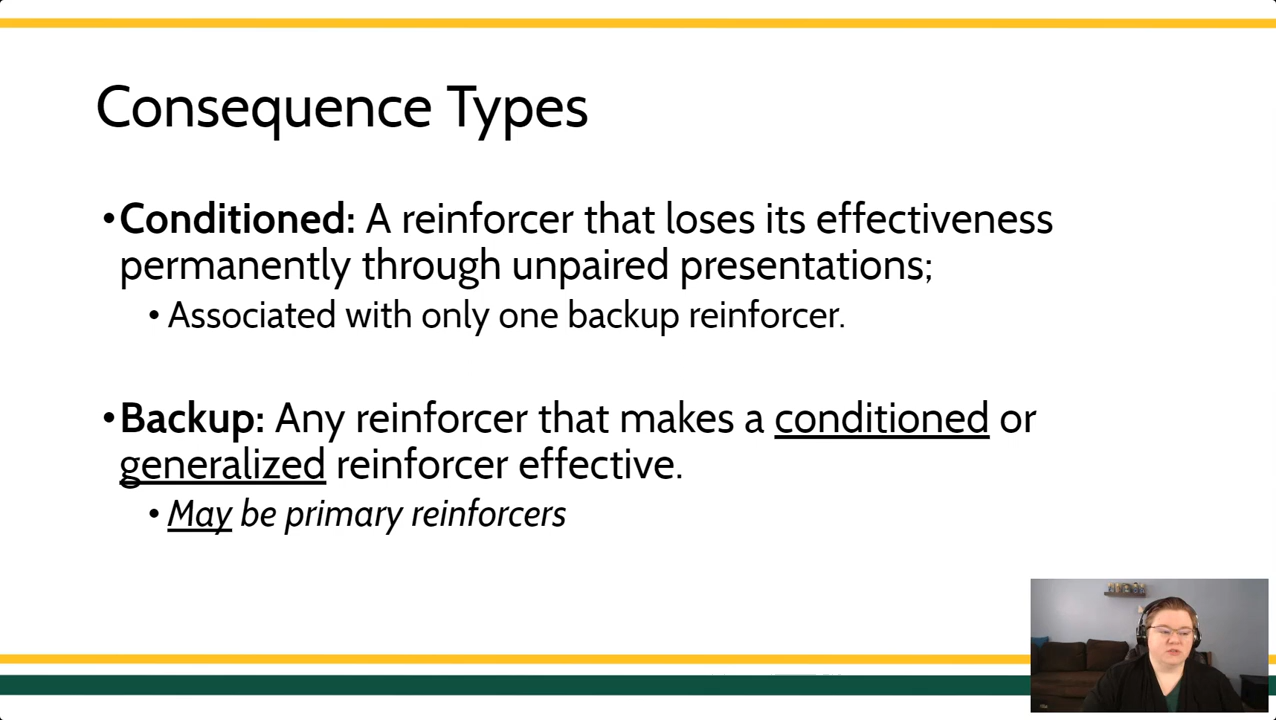 Consequence Types
•Conditioned: A reinforcer that loses its effectiveness
permanently through unpaired presentations;
• Associated with only one backup reinforcer.
•Backup: Any reinforcer that makes a conditioned or
generalized reinforcer effective.
• May be primary reinforcers